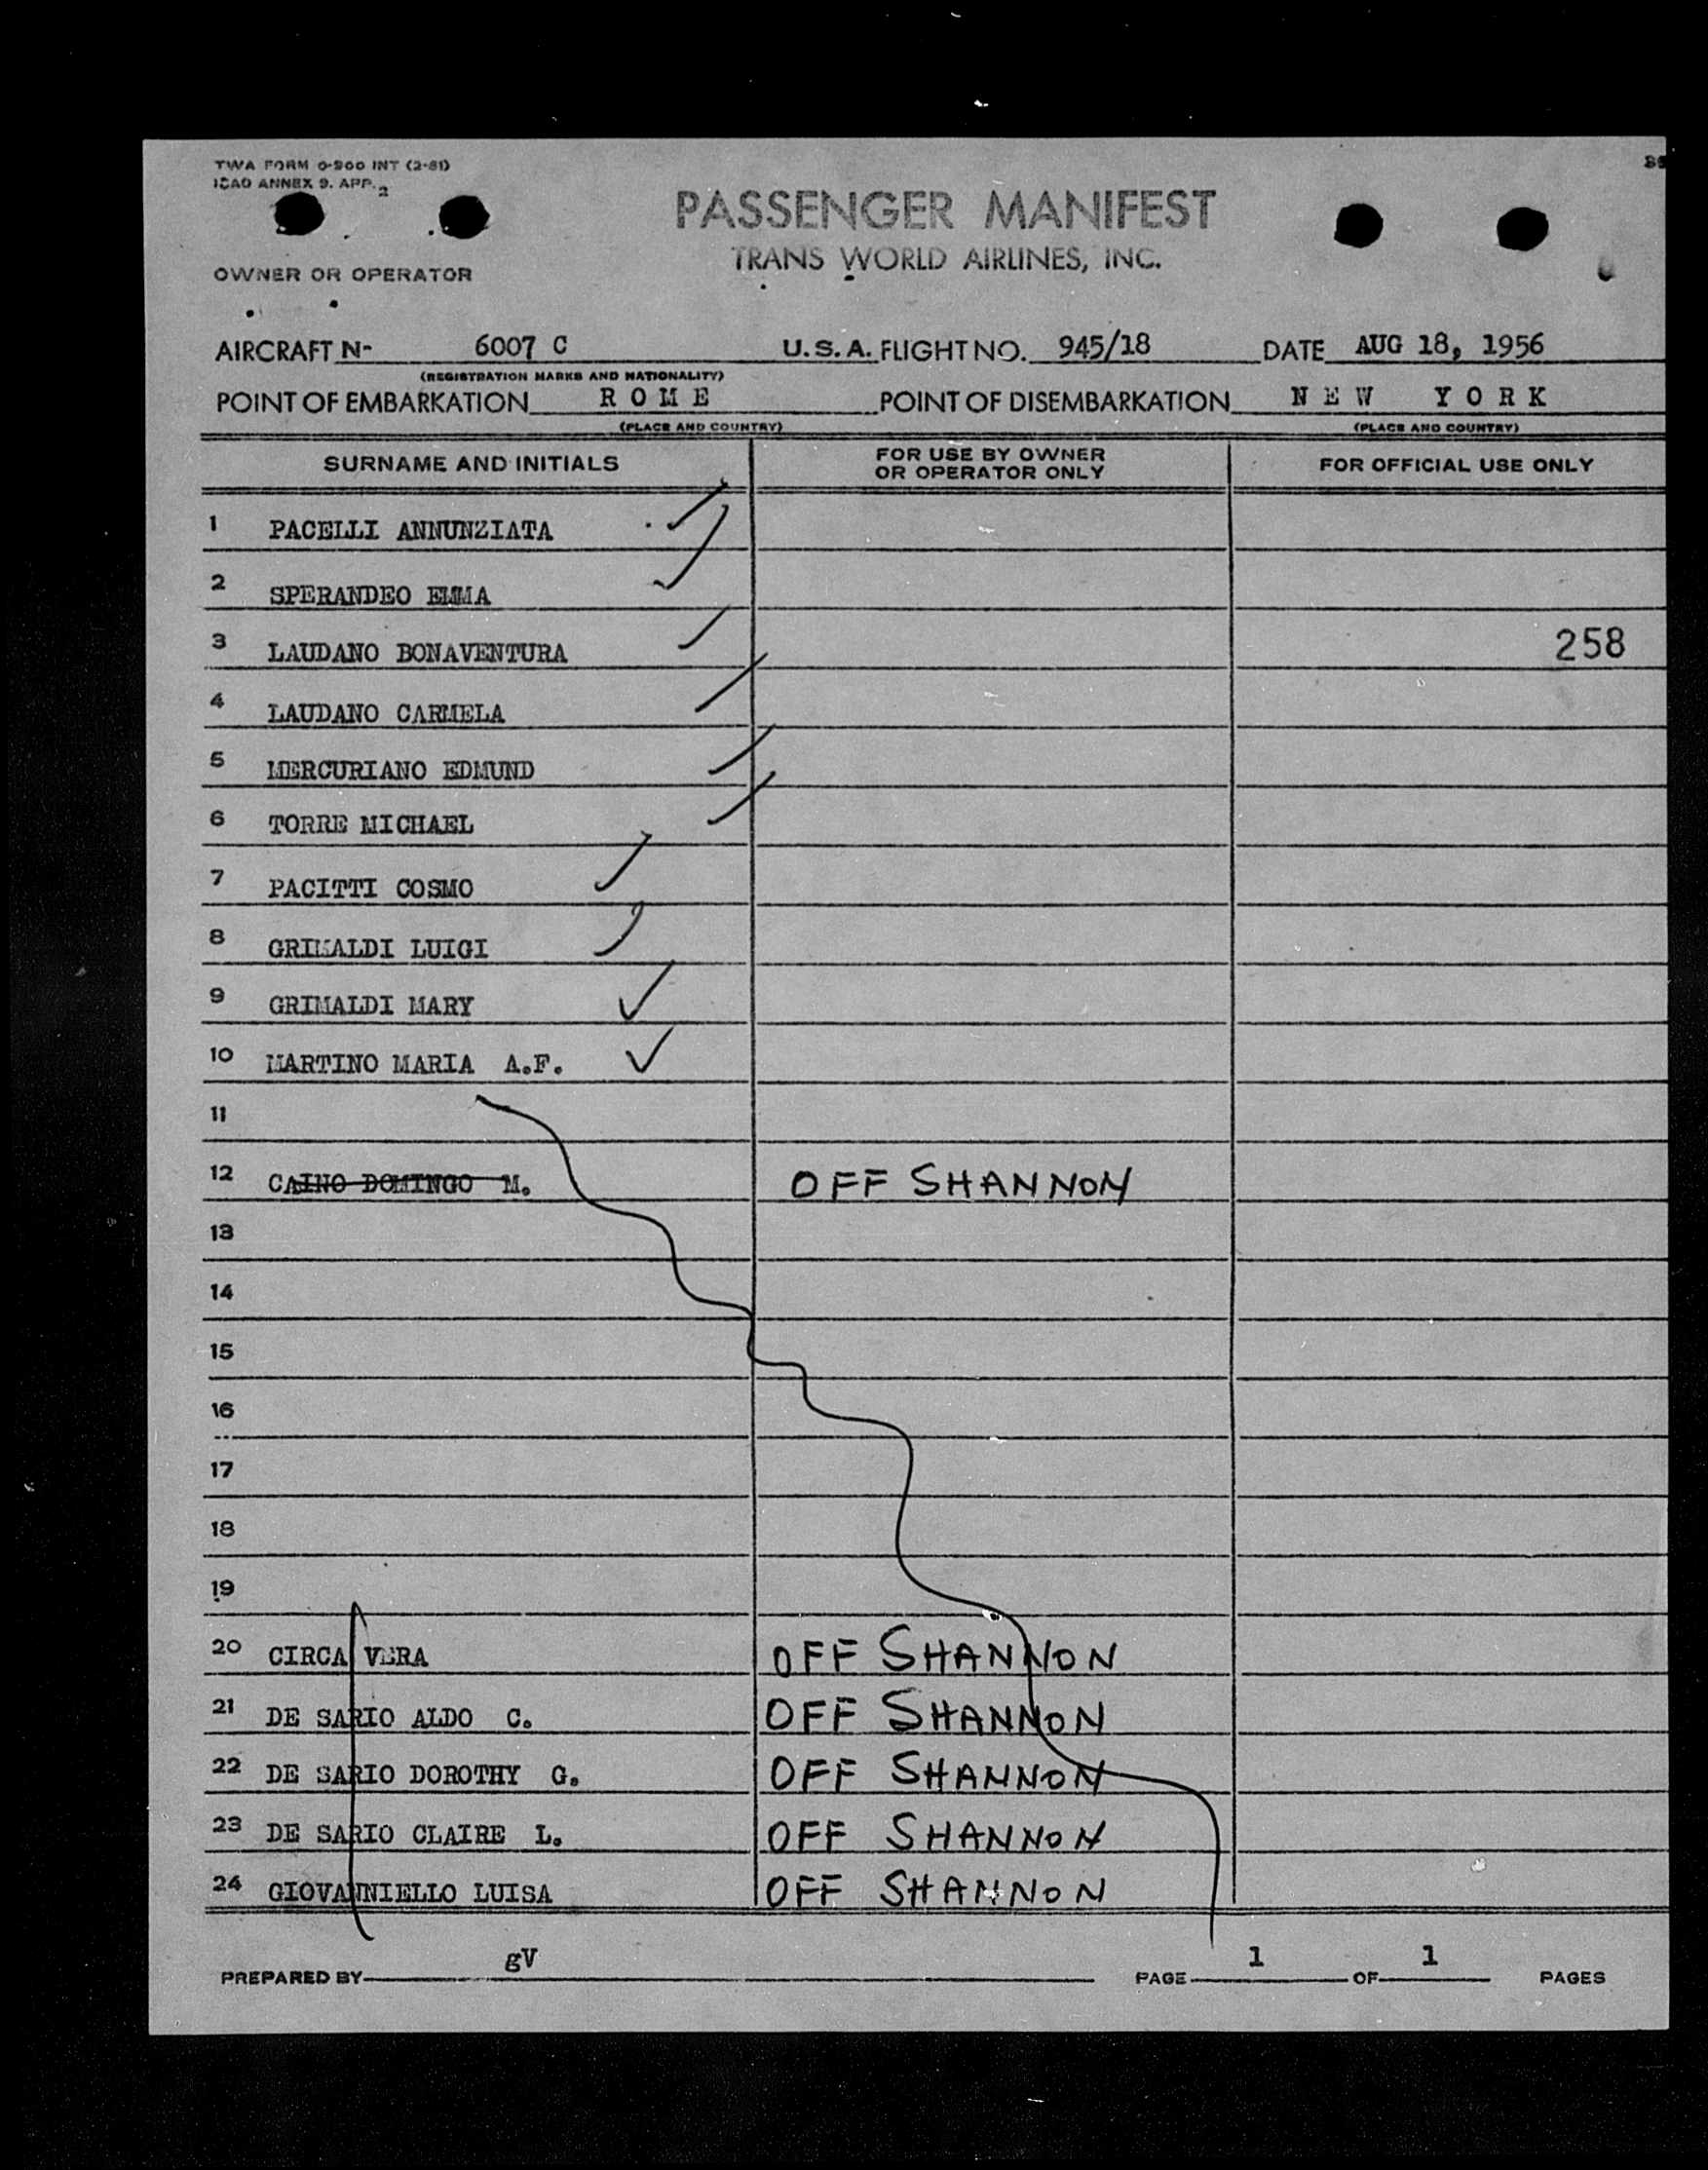 TWA FORM O-900 INT (2-51)
ICAO ANNEX 9. APP. 2
PASSENGER MANIFEST
TRANS WORLD AIRLINES, INC.
OWNER OR OPERATOR
AIRCRAFT N- 6007 C U.S.A. FLIGHT NO. 945/18 DATE AUG 18, 1956
(REGISTRATION MARKS AND NATIONALITY)
POINT OF EMBARKATION ROME POINT OF DISEMBARKATION NEW YORK
(PLACE AND COUNTRY) (PLACE AND COUNTRY)
SURNAME AND INITIALS FOR USE BY OWNER OR OPERATOR ONLY FOR OFFICIAL USE ONLY
1 PACELLI ANNUNZIATA
2 SPERANDEO EMMA
3 LAUDANO BONAVENTURA 258
4 LAUDANO CARMELA
5 MERCURIANO EDMUND
6 TORRE MICHAEL
7 PACITTI COSMO
8 GRIMALDI LUIGI
9 GRIMALDI MARY
10 MARTINO MARIA A.F.
11
12 CAINO DOMINGO M. OFF SHANNON
13
14
15
16
17
18
19
20 CIRCA VERA OFF SHANNON
21 DE SARIO ALDO C. OFF SHANNON
22 DE SARIO DOROTHY G. OFF SHANNON
23 DE SARIO CLAIRE L. OFF SHANNON
24 GIOVANNIELLO LUISA OFF SHANNON
PREPARED BY gV PAGE 1 OF 1 PAGES